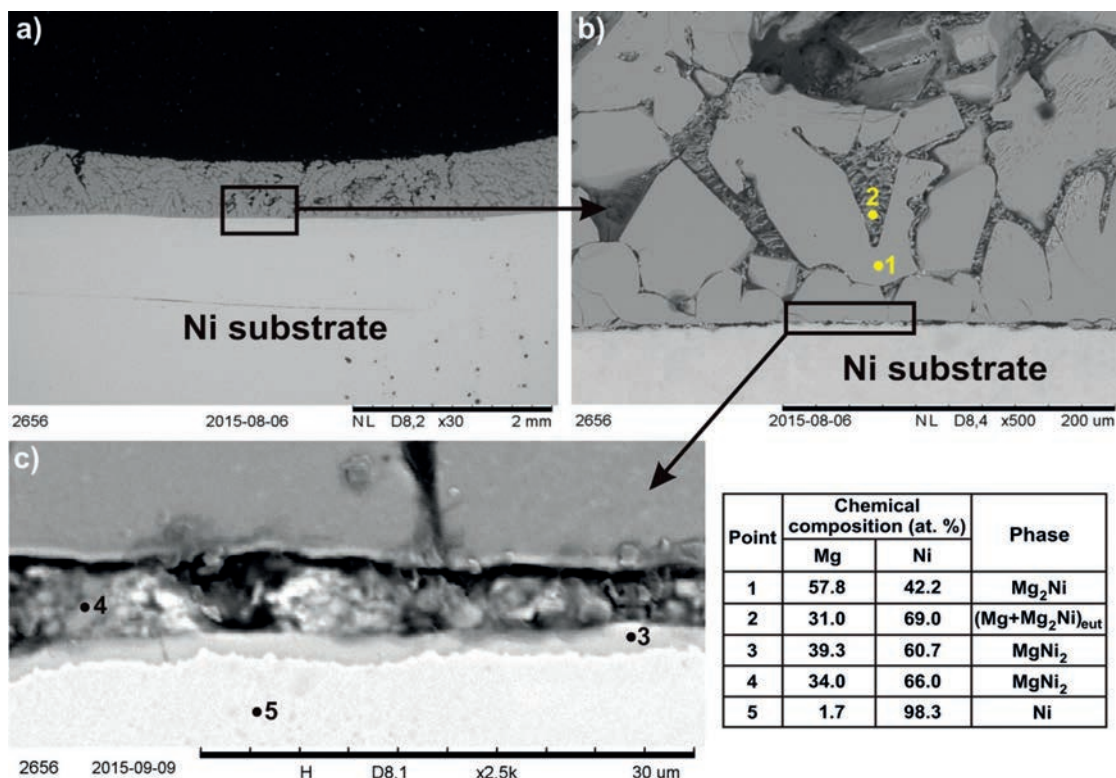 a)
Ni substrate
2656 2015-08-06 NL D8,2 x30 2 mm
b)
2
1
Ni substrate
2656 2015-08-06 NL D8,4 x500 200 um
c)
4
3
5
2656 2015-09-09 H D8,1 x2.5k 30 um
Point Chemical composition (at. %) Phase
Mg Ni
1 57.8 42.2 Mg₂Ni
2 31.0 69.0 (Mg+Mg₂Ni)eut
3 39.3 60.7 MgNi₂
4 34.0 66.0 MgNi₂
5 1.7 98.3 Ni